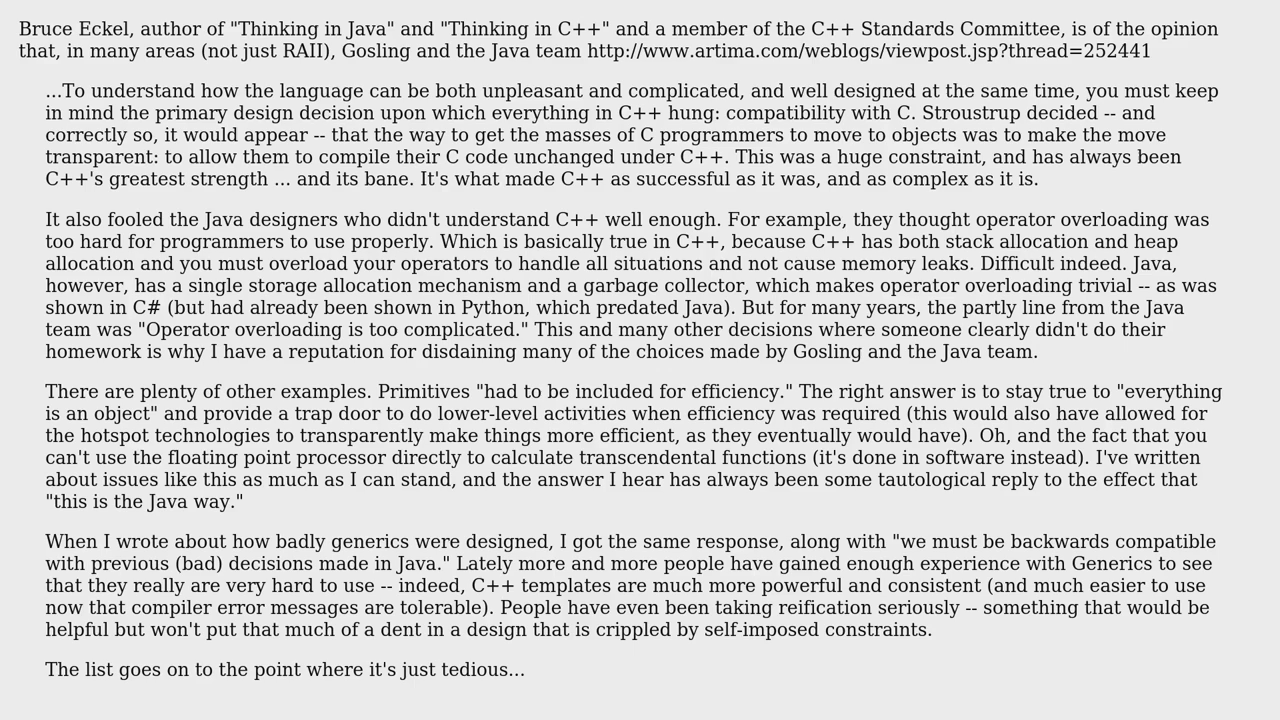 Bruce Eckel, author of "Thinking in Java" and "Thinking in C++" and a member of the C++ Standards Committee, is of the opinion
that, in many areas (not just RAII), Gosling and the Java team http://www.artima.com/weblogs/viewpost.jsp?thread=252441
...To understand how the language can be both unpleasant and complicated, and well designed at the same time, you must keep
in mind the primary design decision upon which everything in C++ hung: compatibility with C. Stroustrup decided -- and
correctly so, it would appear -- that the way to get the masses of C programmers to move to objects was to make the move
transparent: to allow them to compile their C code unchanged under C++. This was a huge constraint, and has always been
C++'s greatest strength ... and its bane. It's what made C++ as successful as it was, and as complex as it is.
It also fooled the Java designers who didn't understand C++ well enough. For example, they thought operator overloading was
too hard for programmers to use properly. Which is basically true in C++, because C++ has both stack allocation and heap
allocation and you must overload your operators to handle all situations and not cause memory leaks. Difficult indeed. Java,
however, has a single storage allocation mechanism and a garbage collector, which makes operator overloading trivial -- as was
shown in C# (but had already been shown in Python, which predated Java). But for many years, the partly line from the Java
team was "Operator overloading is too complicated." This and many other decisions where someone clearly didn't do their
homework is why I have a reputation for disdaining many of the choices made by Gosling and the Java team.
There are plenty of other examples. Primitives "had to be included for efficiency." The right answer is to stay true to "everything
is an object" and provide a trap door to do lower-level activities when efficiency was required (this would also have allowed for
the hotspot technologies to transparently make things more efficient, as they eventually would have). Oh, and the fact that you
can't use the floating point processor directly to calculate transcendental functions (it's done in software instead). I've written
about issues like this as much as I can stand, and the answer I hear has always been some tautological reply to the effect that
"this is the Java way."
When I wrote about how badly generics were designed, I got the same response, along with "we must be backwards compatible
with previous (bad) decisions made in Java." Lately more and more people have gained enough experience with Generics to see
that they really are very hard to use -- indeed, C++ templates are much more powerful and consistent (and much easier to use
now that compiler error messages are tolerable). People have even been taking reification seriously -- something that would be
helpful but won't put that much of a dent in a design that is crippled by self-imposed constraints.
The list goes on to the point where it's just tedious...